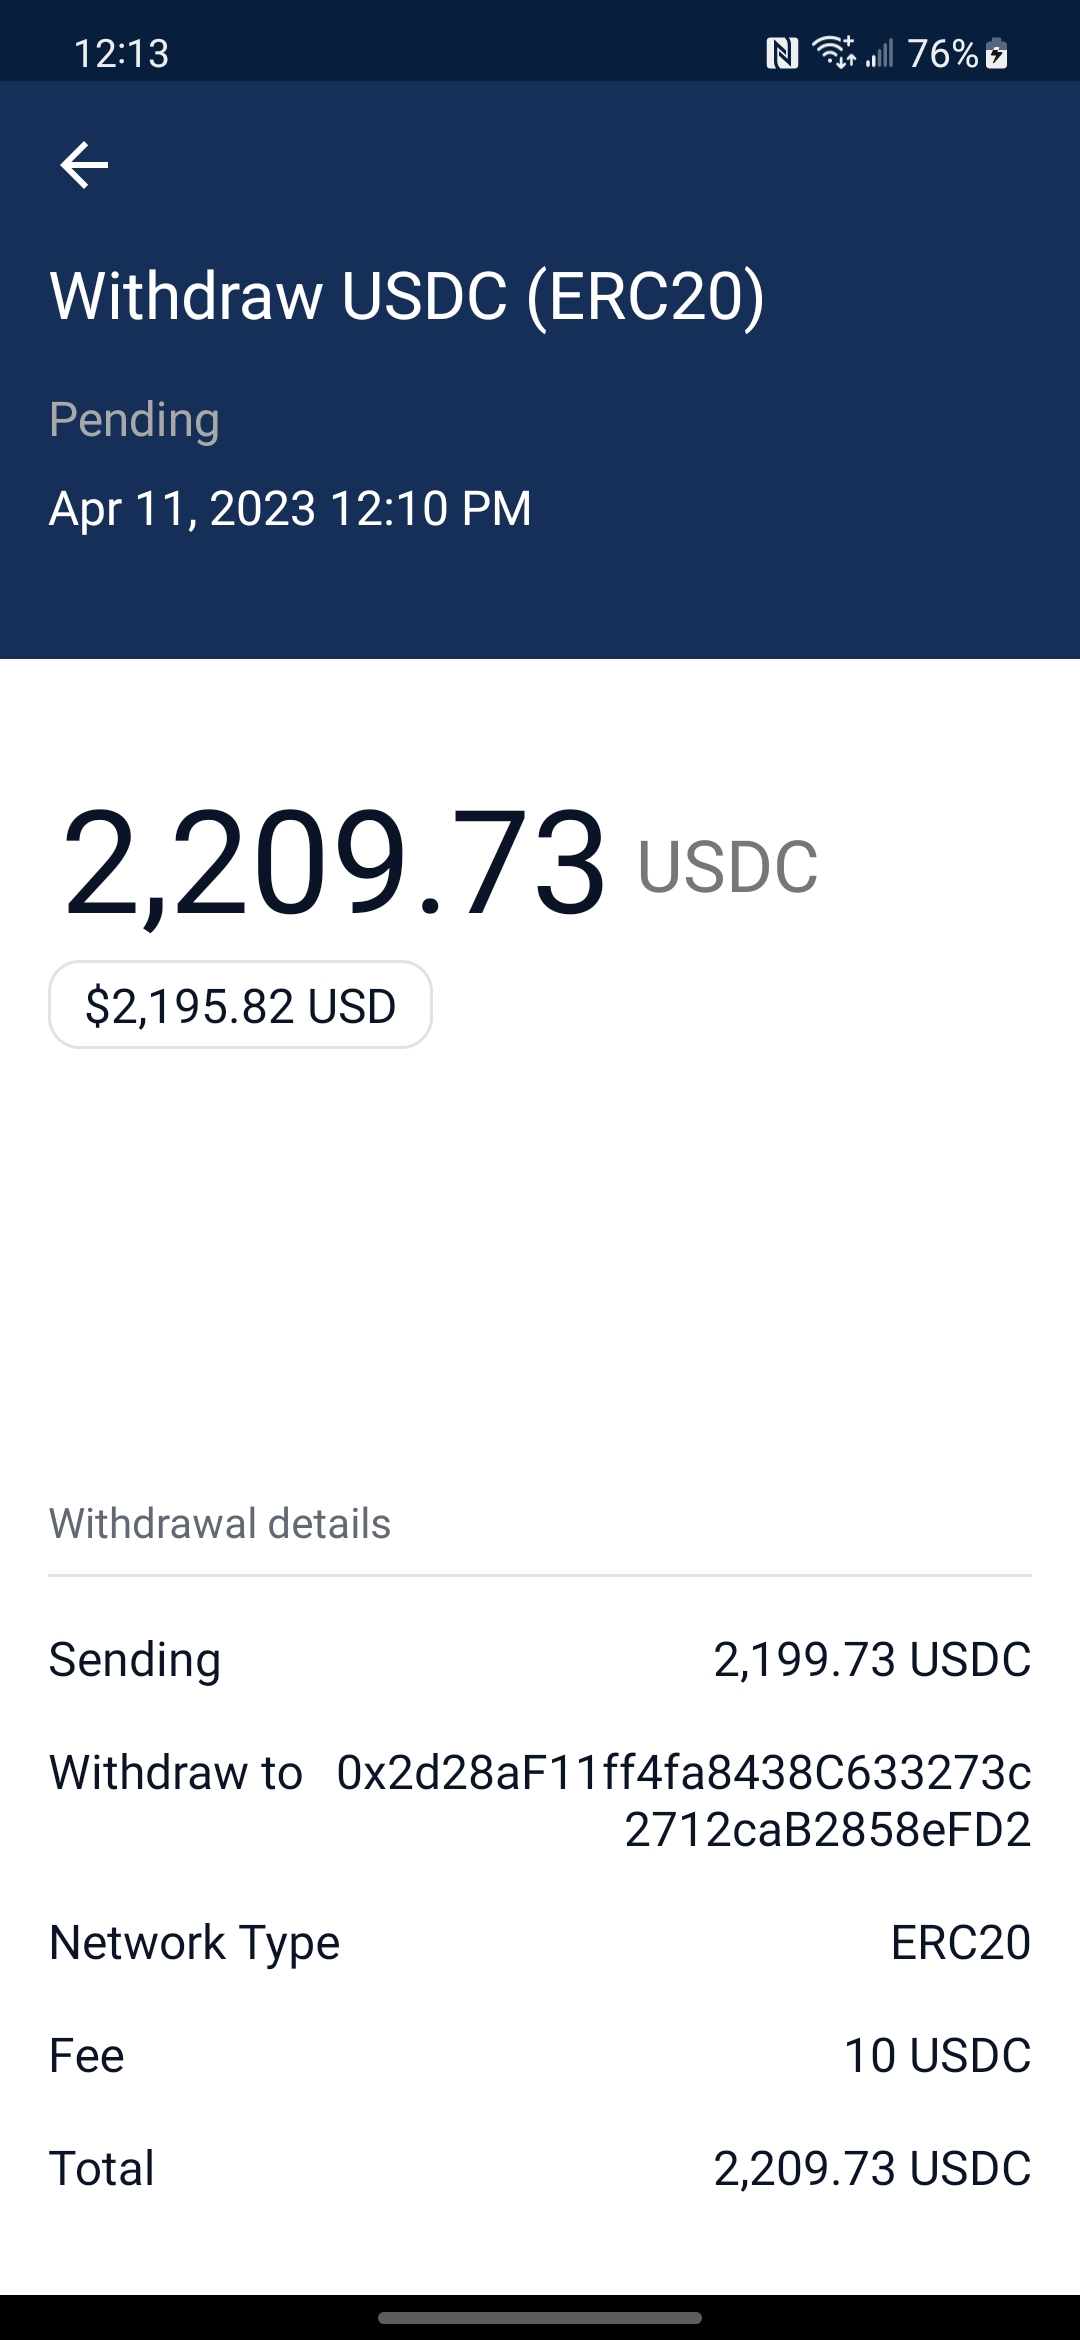 12:13
76%
Withdraw USDC (ERC20)
Pending
Apr 11, 2023 12:10 PM
2,209.73 USDC
$2,195.82 USD
Withdrawal details
Sending 2,199.73 USDC
Withdraw to 0x2d28aF11ff4fa8438C633273c
2712caB2858eFD2
Network Type ERC20
Fee 10 USDC
Total 2,209.73 USDC